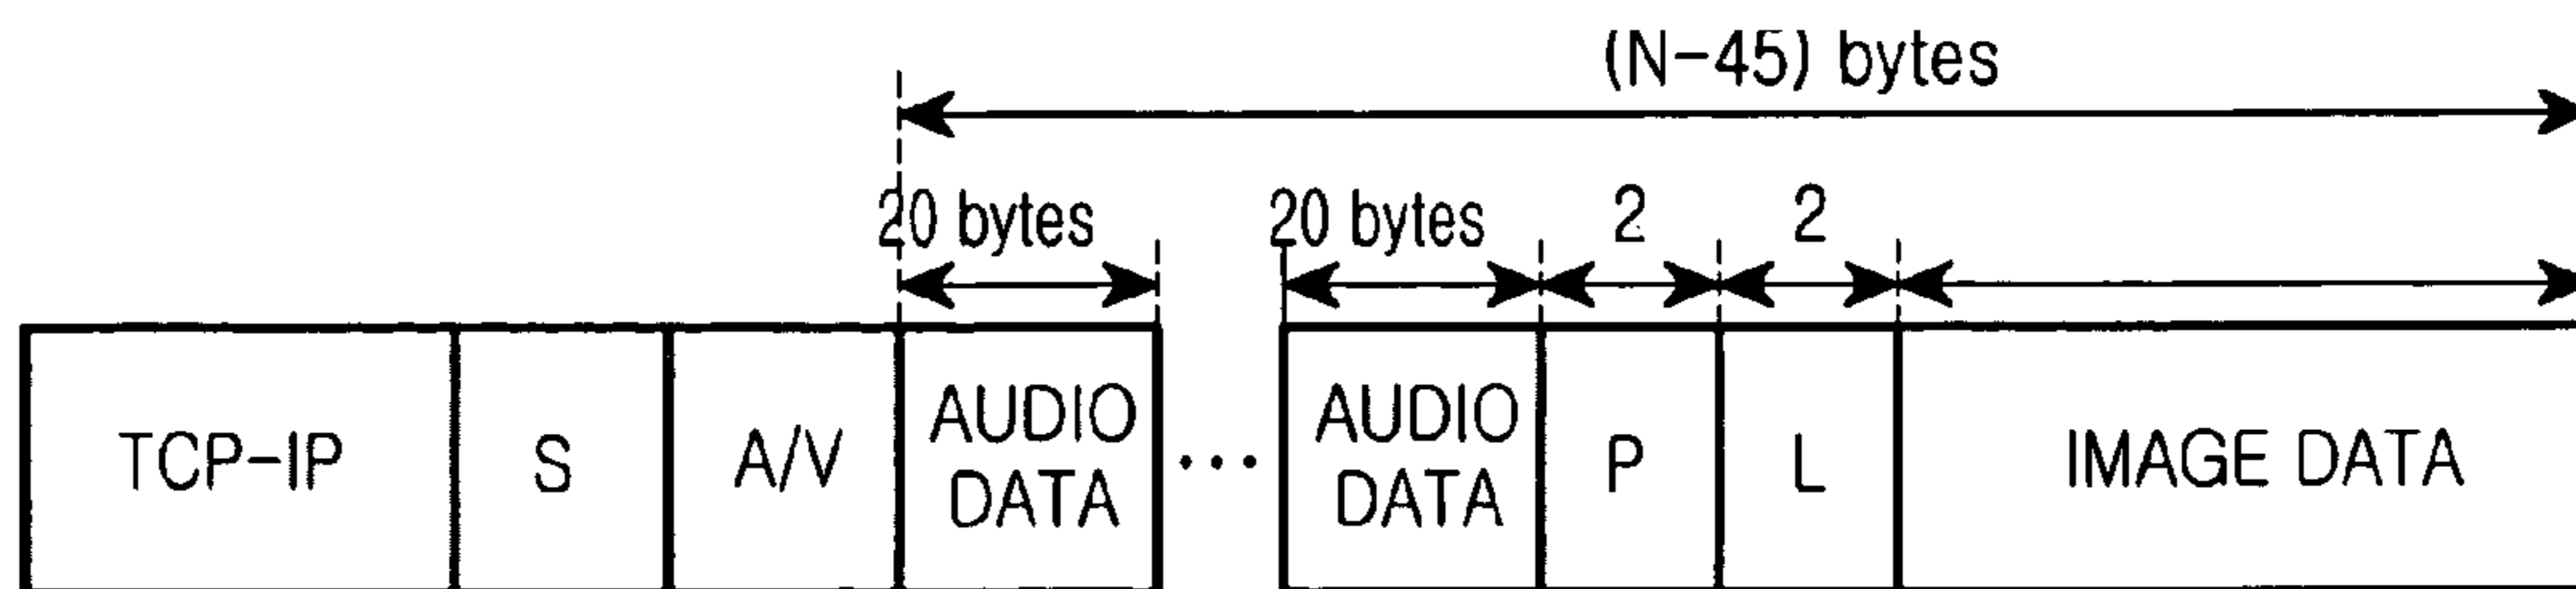 (N-45) bytes
20 bytes 20 bytes 2 2
TCP-IP S A/V AUDIO DATA ... AUDIO DATA P L IMAGE DATA